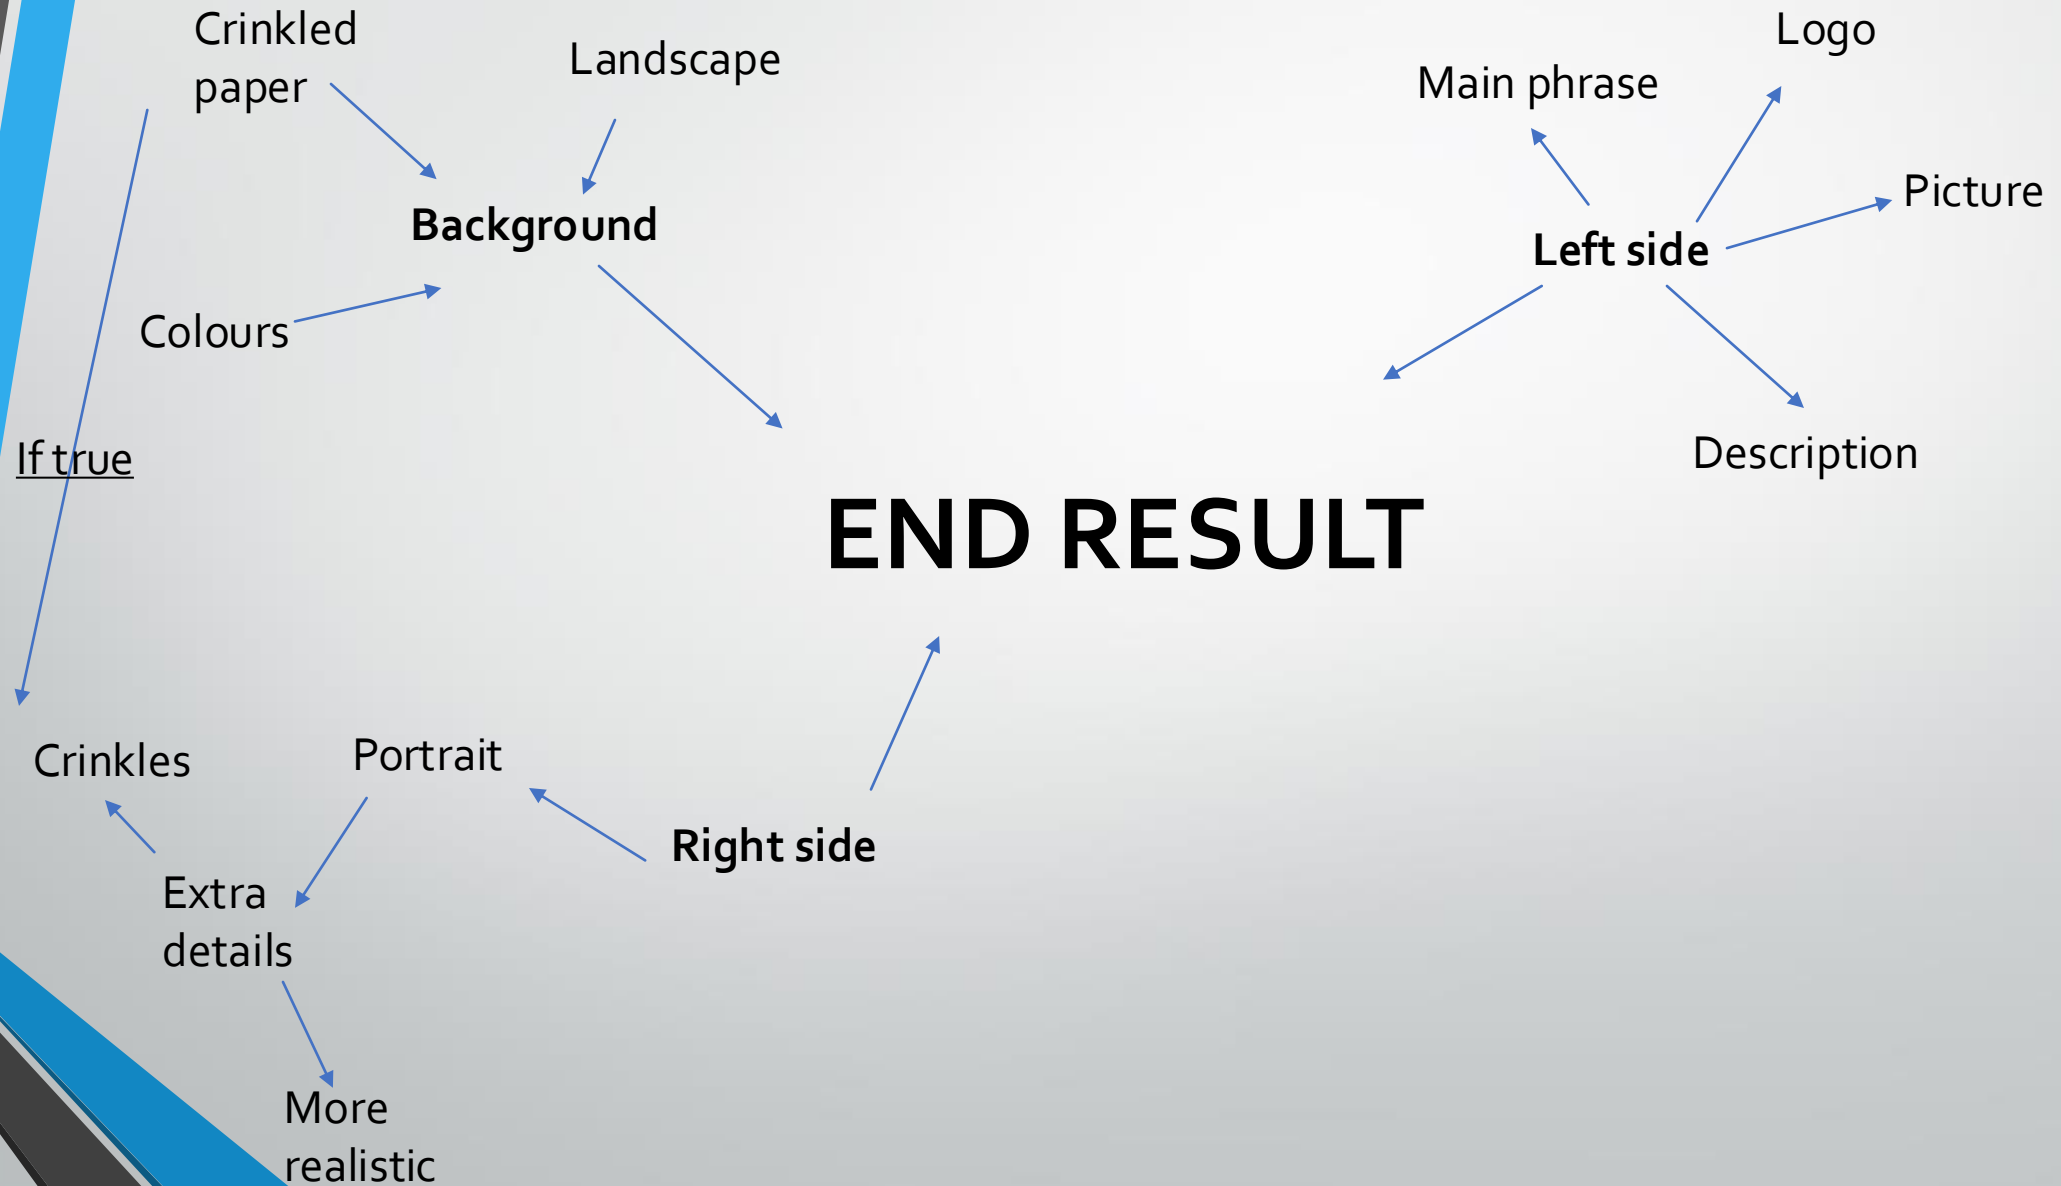 Crinkled
paper
Landscape
Logo
Main phrase
Picture
Background
Left side
Colours
If true
Description
END RESULT
Crinkles
Portrait
Right side
Extra
details
More
realistic